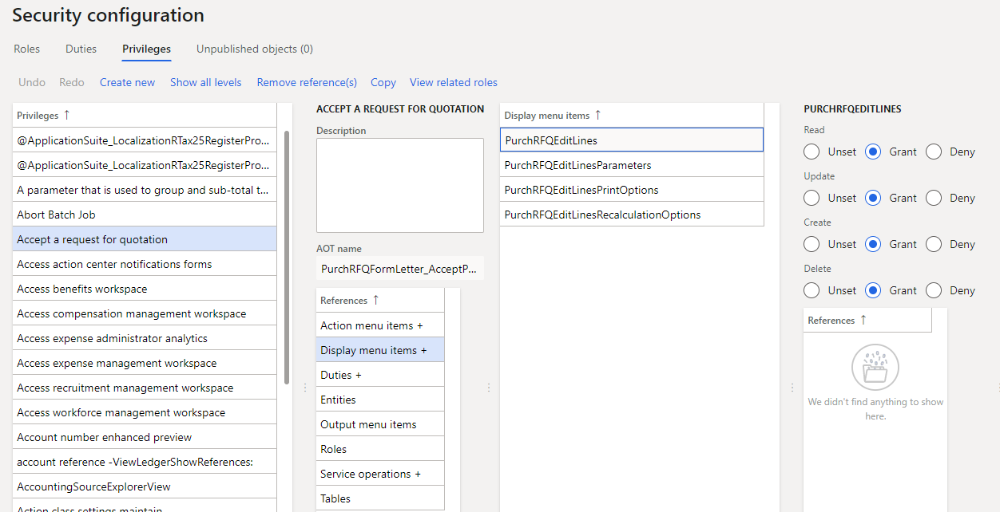 Security configuration
Roles Duties Privileges Unpublished objects (0)
Undo Redo Create new Show all levels Remove reference(s) Copy View related roles
Privileges ↑
@ApplicationSuite_LocalizationRTax25RegisterPro...
@ApplicationSuite_LocalizationRTax25RegisterPro...
A parameter that is used to group and sub-total t...
Abort Batch Job
Accept a request for quotation
Access action center notifications forms
Access benefits workspace
Access compensation management workspace
Access expense administrator analytics
Access expense management workspace
Access recruitment management workspace
Access workforce management workspace
Account number enhanced preview
account reference -ViewLedgerShowReferences:
AccountingSourceExplorerView
Action class settings maintain
ACCEPT A REQUEST FOR QUOTATION
Description
AOT name
PurchRFQFormLetter_AcceptP...
References ↑
Action menu items +
Display menu items +
Duties +
Entities
Output menu items
Roles
Service operations +
Tables
Display menu items ↑
PurchRFQEditLines
PurchRFQEditLinesParameters
PurchRFQEditLinesPrintOptions
PurchRFQEditLinesRecalculationOptions
PURCHRFQEDITLINES
Read
Unset Grant Deny
Update
Unset Grant Deny
Create
Unset Grant Deny
Delete
Unset Grant Deny
References ↑
We didn't find anything to show
here.